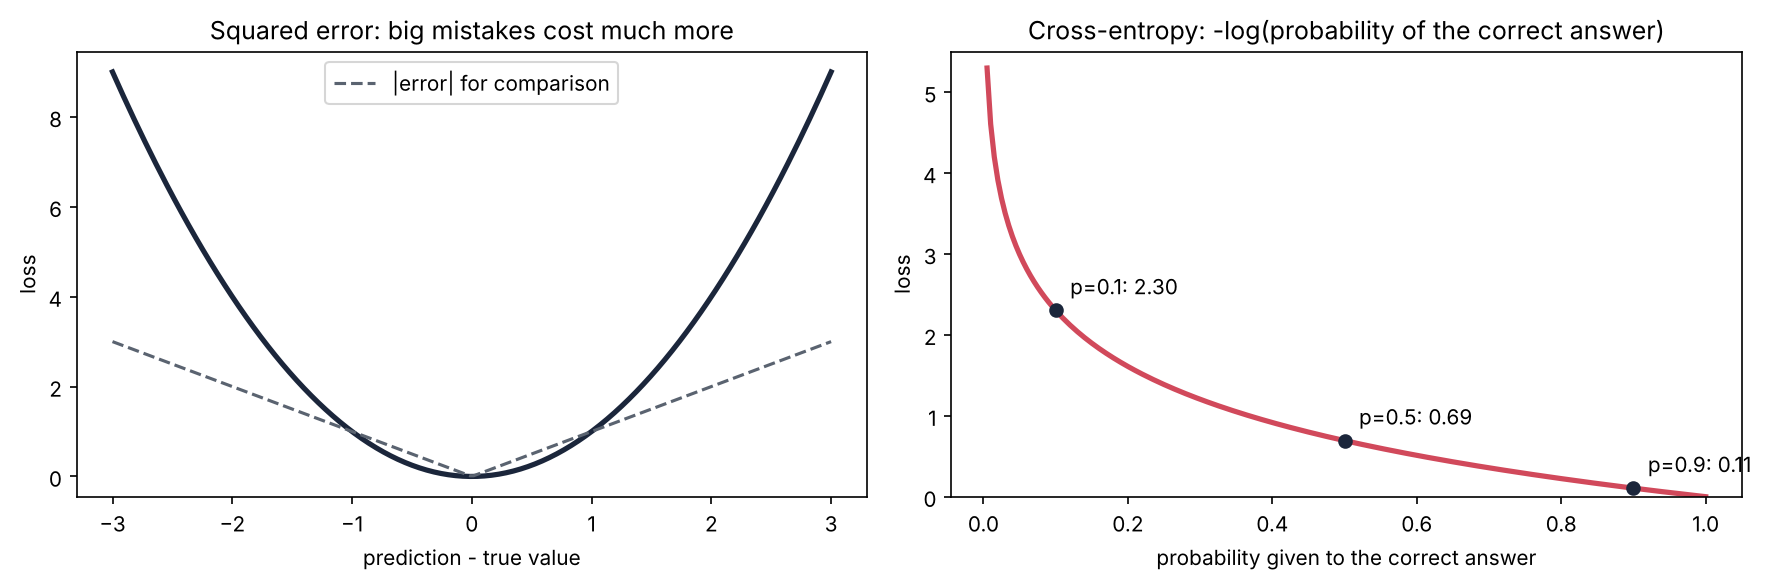 Squared error: big mistakes cost much more
|error| for comparison
loss
8
6
4
2
0
−3
−2
−1
0
1
2
3
prediction - true value
Cross-entropy: -log(probability of the correct answer)
loss
5
4
3
2
1
0
p=0.1: 2.30
p=0.5: 0.69
p=0.9: 0.11
0.0
0.2
0.4
0.6
0.8
1.0
probability given to the correct answer